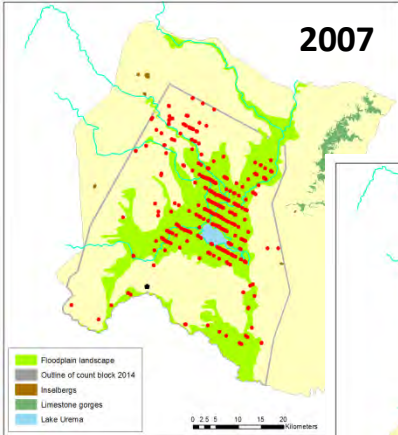 2007
Floodplain landscape
Outline of count block 2014
Inselbergs
Limestone gorges
Lake Urema
0 2.5 5 10 15 20
Kilometers